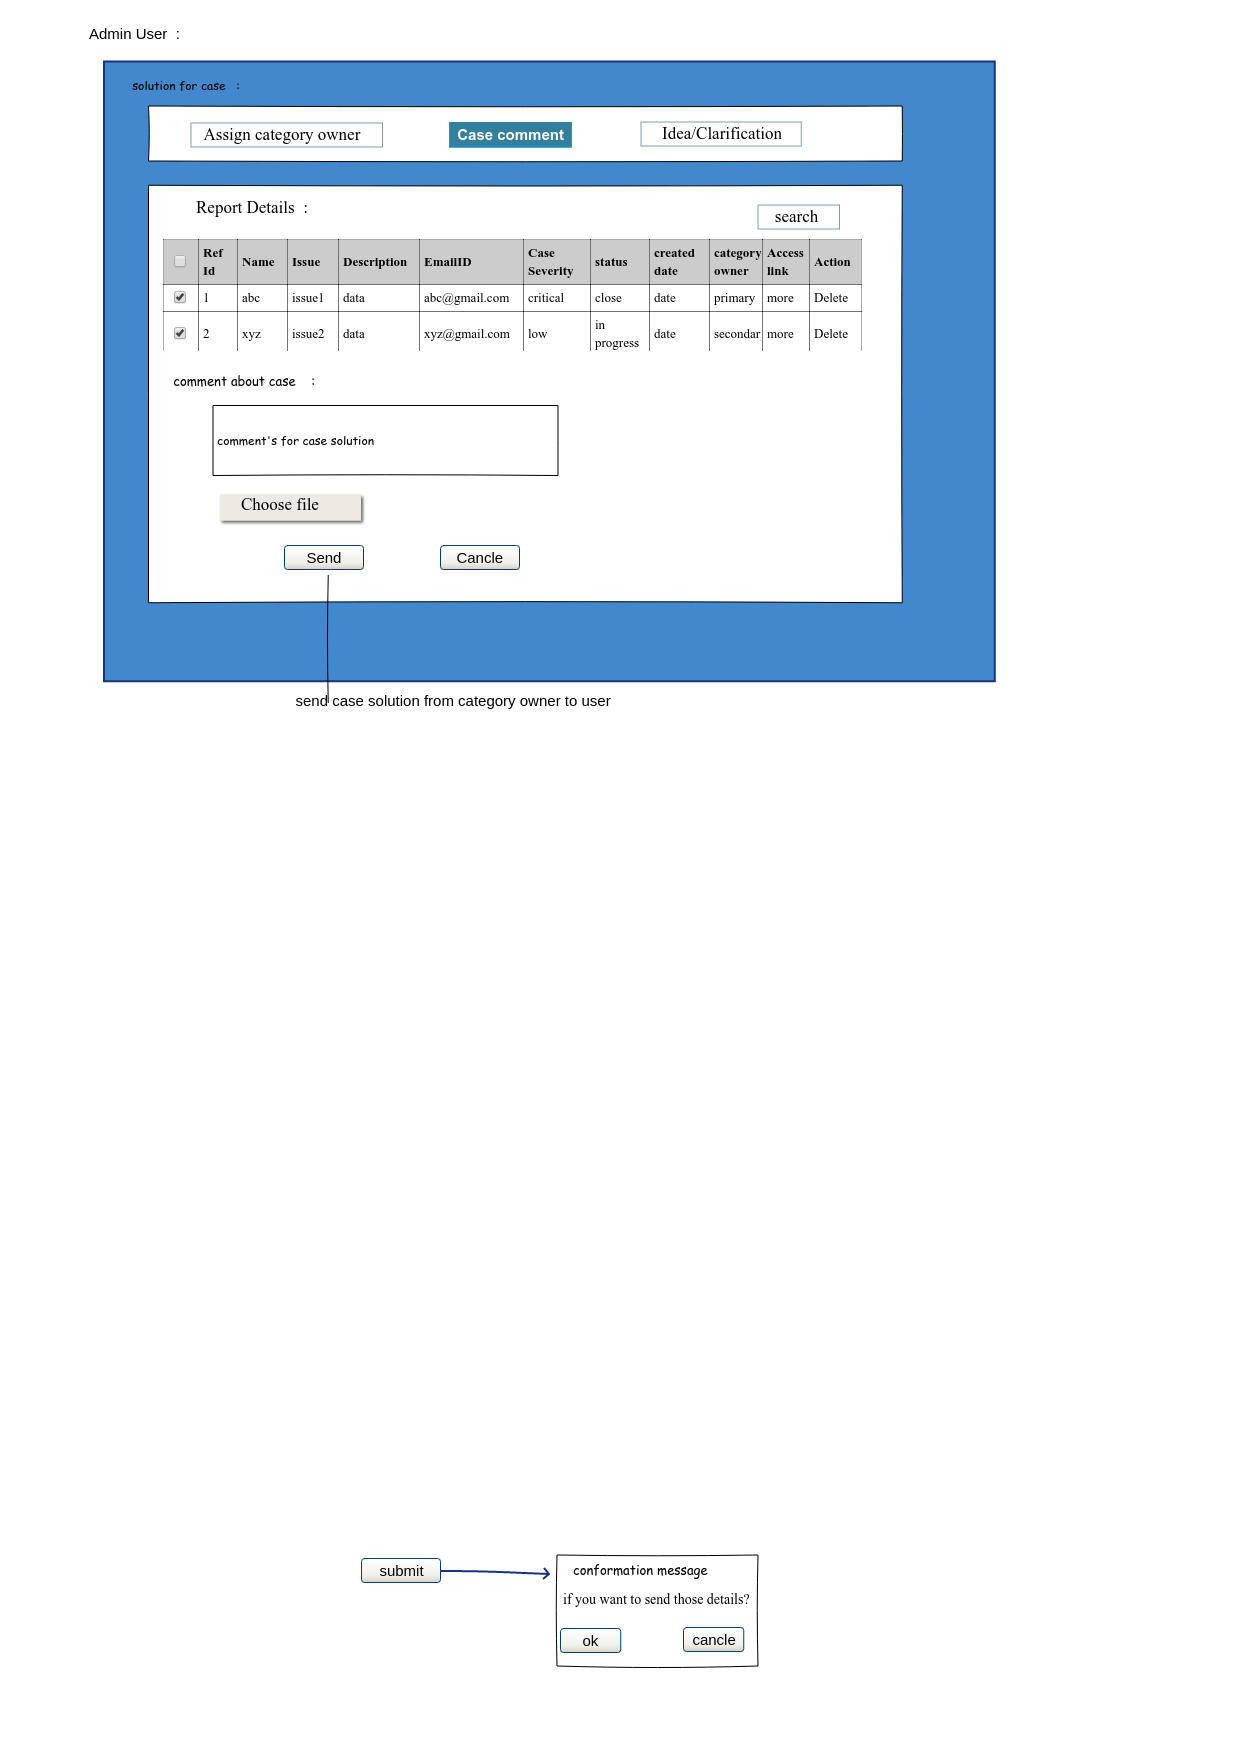 Admin User  :
solution for case  :
Assign category owner  Case comment  Idea/Clarification
Report Details  :
search
Ref Id  Name  Issue  Description  EmailID  Case Severity  status  created date  category owner  Access link  Action
1  abc  issue1  data  abc@gmail.com  critical  close  date  primary  more  Delete
2  xyz  issue2  data  xyz@gmail.com  low  in progress  date  secondar  more  Delete
comment about case  :
comment's for case solution
Choose file
Send  Cancle
send case solution from category owner to user
submit
conformation message
if you want to send those details?
ok  cancle